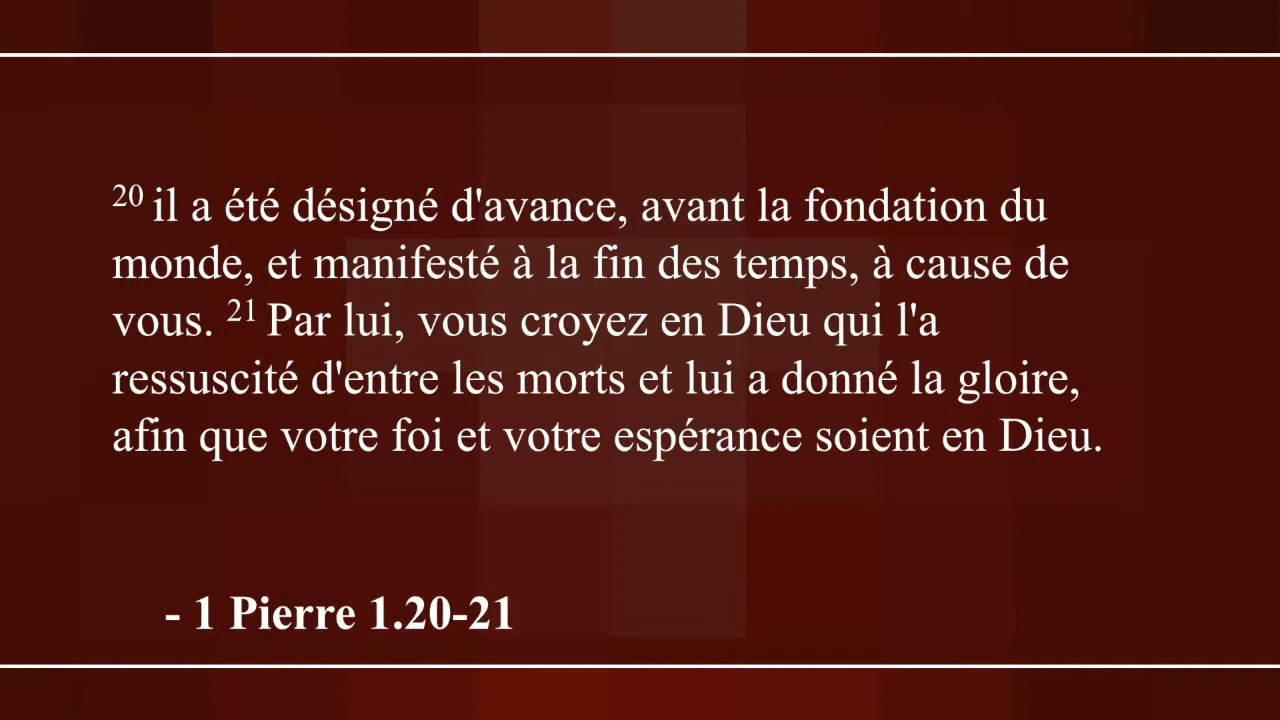 20 il a été désigné d'avance, avant la fondation du
monde, et manifesté à la fin des temps, à cause de
vous. 21 Par lui, vous croyez en Dieu qui l'a
ressuscité d'entre les morts et lui a donné la gloire,
afin que votre foi et votre espérance soient en Dieu.
- 1 Pierre 1.20-21